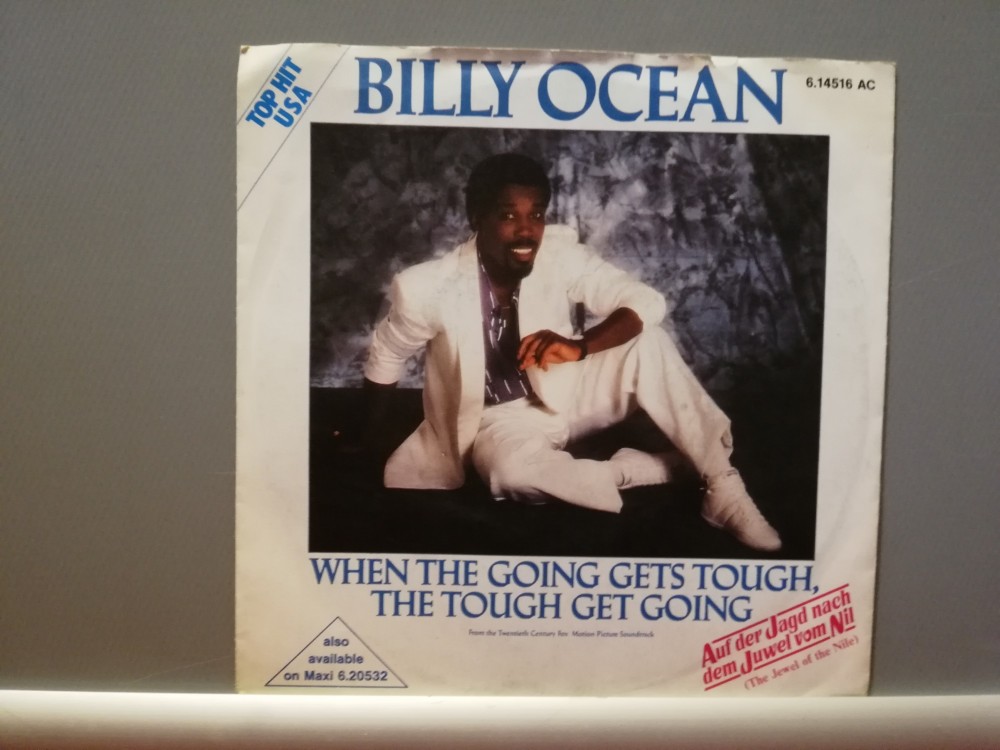 TOP HIT
USA
BILLY OCEAN
6.14516 AC
WHEN THE GOING GETS TOUGH,
THE TOUGH GET GOING
From the Twentieth Century Fox Motion Picture Soundtrack
also
available
on Maxi 6.20532
Auf der Jagd nach
dem Juwel vom Nil
(The Jewel of the Nile)